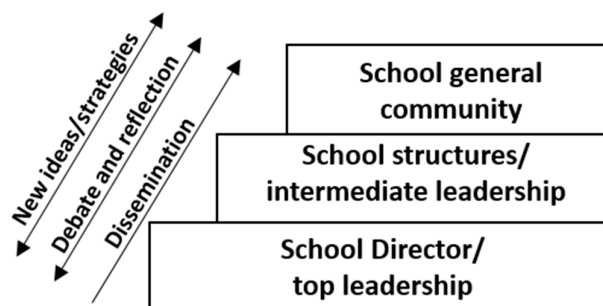 New ideas/strategies
Debate and reflection
Dissemination
School general
community
School structures/
intermediate leadership
School Director/
top leadership